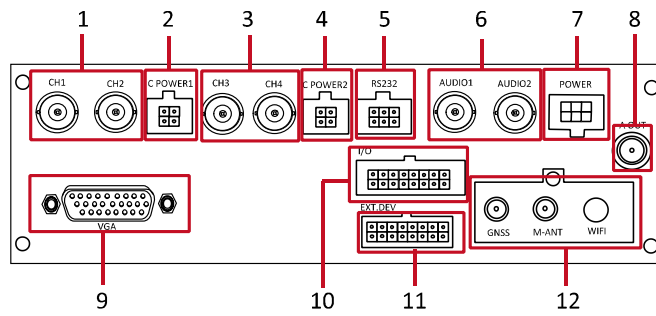 1 2 3 4 5 6 7 8
CH1 CH2 C POWER1 CH3 CH4 C POWER2 RS232 AUDIO1 AUDIO2 POWER
A OUT
I/O
VGA EXT.DEV GNSS M-ANT WIFI
9 10 11 12